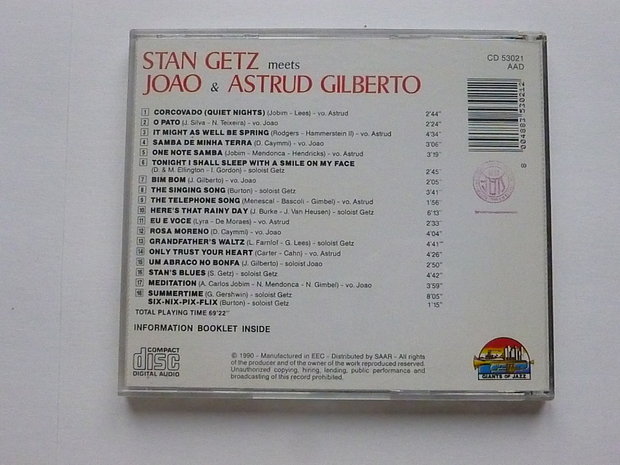 STAN GETZ meets
JOAO & ASTRUD GILBERTO
CD 53021
AAD
004883 530212
8
1 CORCOVADO (QUIET NIGHTS) (Jobim - Lees) - vo. Astrud 2'44"
2 O PATO (J. Silva - N. Teixeira) - vo. Joao 2'24"
3 IT MIGHT AS WELL BE SPRING (Rodgers - Hammerstein II) - vo. Astrud 4'34"
4 SAMBA DE MINHA TERRA (D. Caymmi) - vo. Joao 3'06"
5 ONE NOTE SAMBA (Jobim - Mendonca - Hendricks) - vo. Astrud 3'19"
6 TONIGHT I SHALL SLEEP WITH A SMILE ON MY FACE
(D. & M. Ellington - I. Gordon) - soloist Getz 2'45"
7 BIM BOM (J. Gilberto) - vo. Joao 2'05"
8 THE SINGING SONG (Burton) - soloist Getz 3'41"
9 THE TELEPHONE SONG (Menescal - Bascoli - Gimbel) - vo. Astrud 1'56"
10 HERE'S THAT RAINY DAY (J. Burke - J. Van Heusen) - soloist Getz 6'13"
11 EU E VOCE (Lyra - De Moraes) - vo. Astrud 2'33"
12 ROSA MORENO (D. Caymmi) - vo. Joao 4'04"
13 GRANDFATHER'S WALTZ (L. Farnlof - G. Lees) - soloist Getz 4'41"
14 ONLY TRUST YOUR HEART (Carter - Cahn) - vo. Astrud 4'26"
15 UM ABRACO NO BONFA (J. Gilberto) - soloist Joao 2'50"
16 STAN'S BLUES (S. Getz) - soloist Getz 4'42"
17 MEDITATION (A. Carlos Jobim - N. Mendonca - N. Gimbel) - vo. Joao 3'59"
18 SUMMERTIME (G. Gershwin) - soloist Getz 8'05"
SIX-NIX-PIX-FLIX (Burton) - soloist Getz 1'15"
TOTAL PLAYING TIME 69'22"
INFORMATION BOOKLET INSIDE
COMPACT
disc
DIGITAL AUDIO
© 1990 - Manufactured in EEC - Distributed by SAAR - All rights
of the producer and of the owner of the work reproduced reserved.
Unauthorized copying, hiring, lending, public performance and
broadcasting of this record prohibited.
GIANTS OF JAZZ